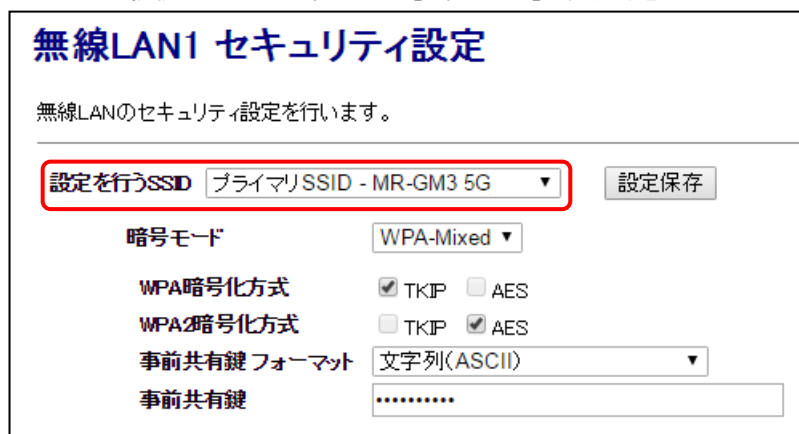 無線LAN1 セキュリティ設定
無線LANのセキュリティ設定を行います。
設定を行うSSID プライマリSSID - MR-GM3 5G ▼ 設定保存
暗号モード WPA-Mixed ▼
WPA暗号化方式 TKIP AES
WPA2暗号化方式 TKIP AES
事前共有鍵 フォーマット 文字列(ASCII) ▼
事前共有鍵 ••••••••••